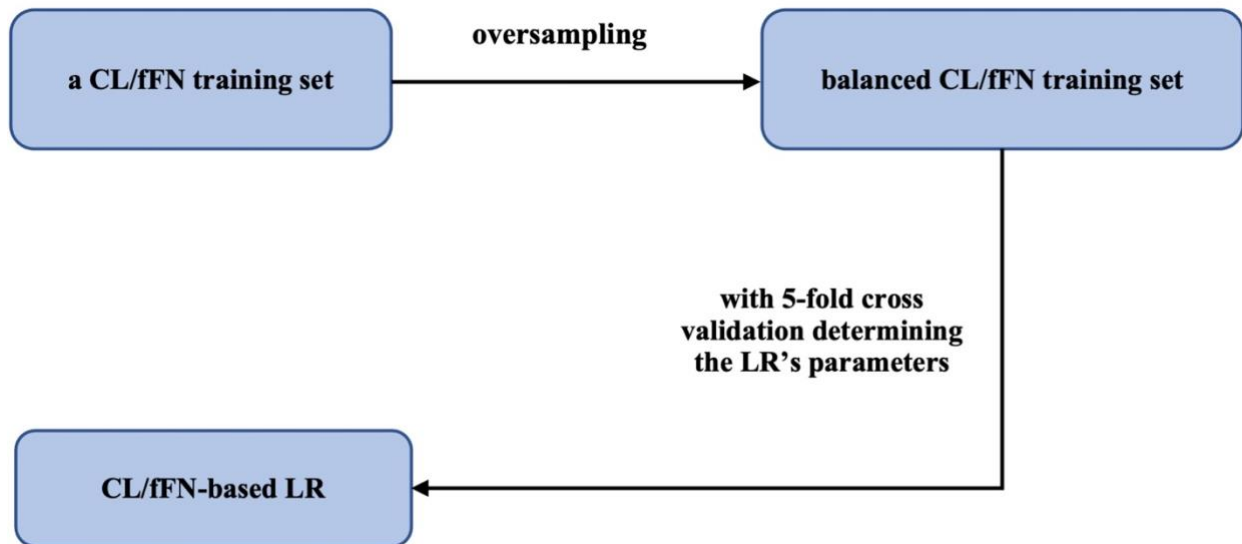 oversampling
a CL/fFN training set
balanced CL/fFN training set
with 5-fold cross
validation determining
the LR’s parameters
CL/fFN-based LR